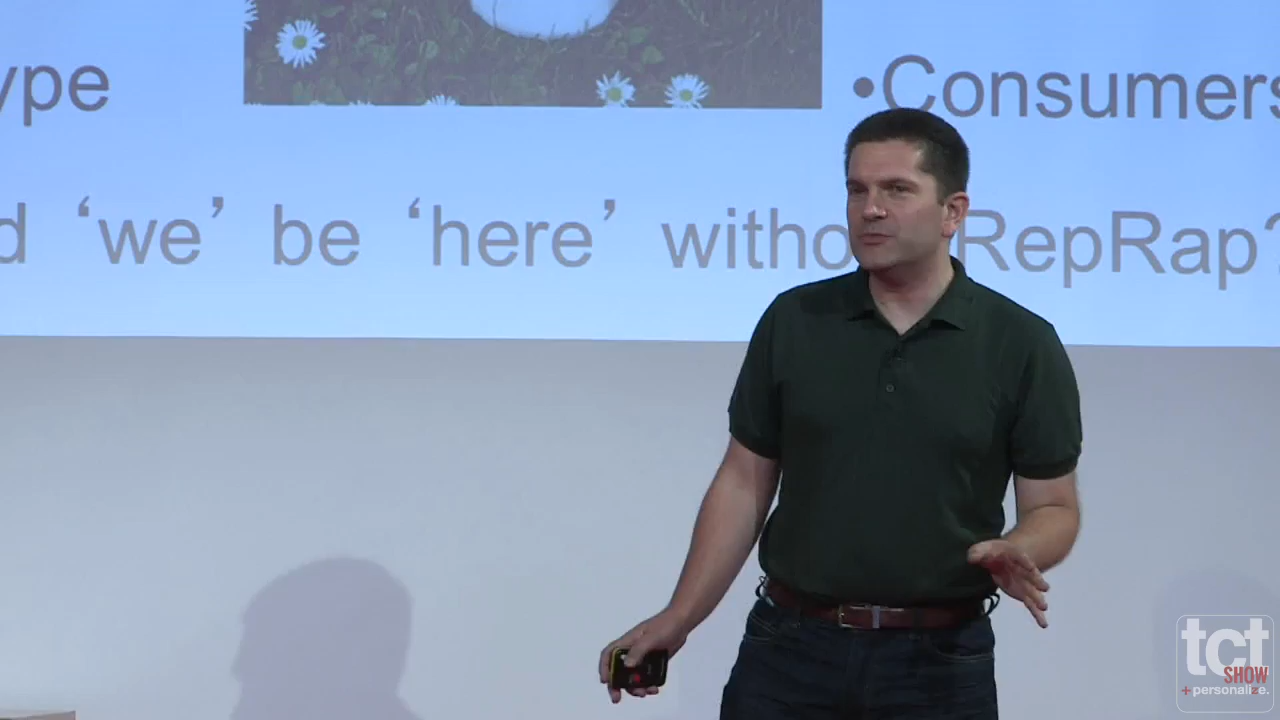 ype
•Consumers
d ‘we’ be ‘here’ witho RepRap?
tct
SHOW
+personalize.